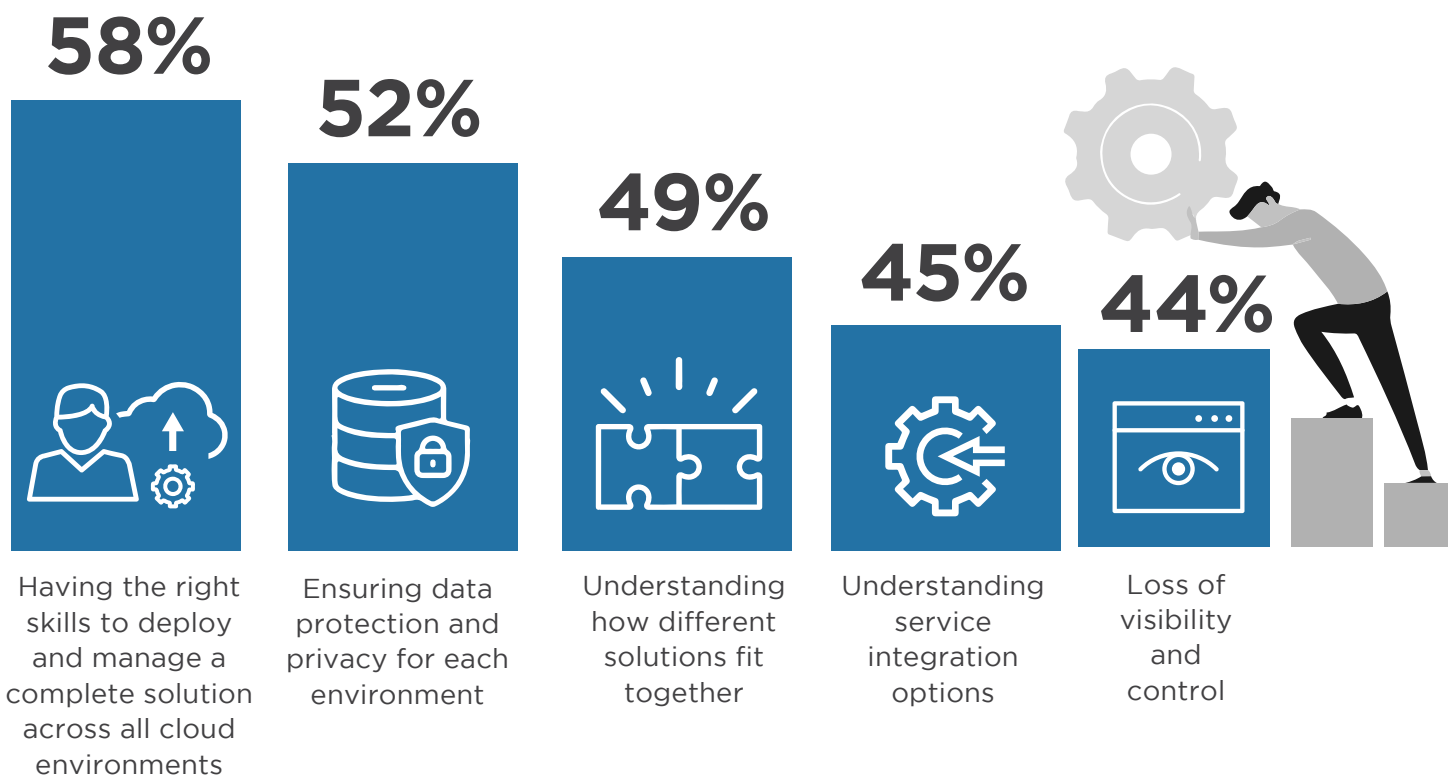 58%
Having the right
skills to deploy
and manage a
complete solution
across all cloud
environments
52%
Ensuring data
protection and
privacy for each
environment
49%
Understanding
how different
solutions fit
together
45%
Understanding
service
integration
options
44%
Loss of
visibility
and
control